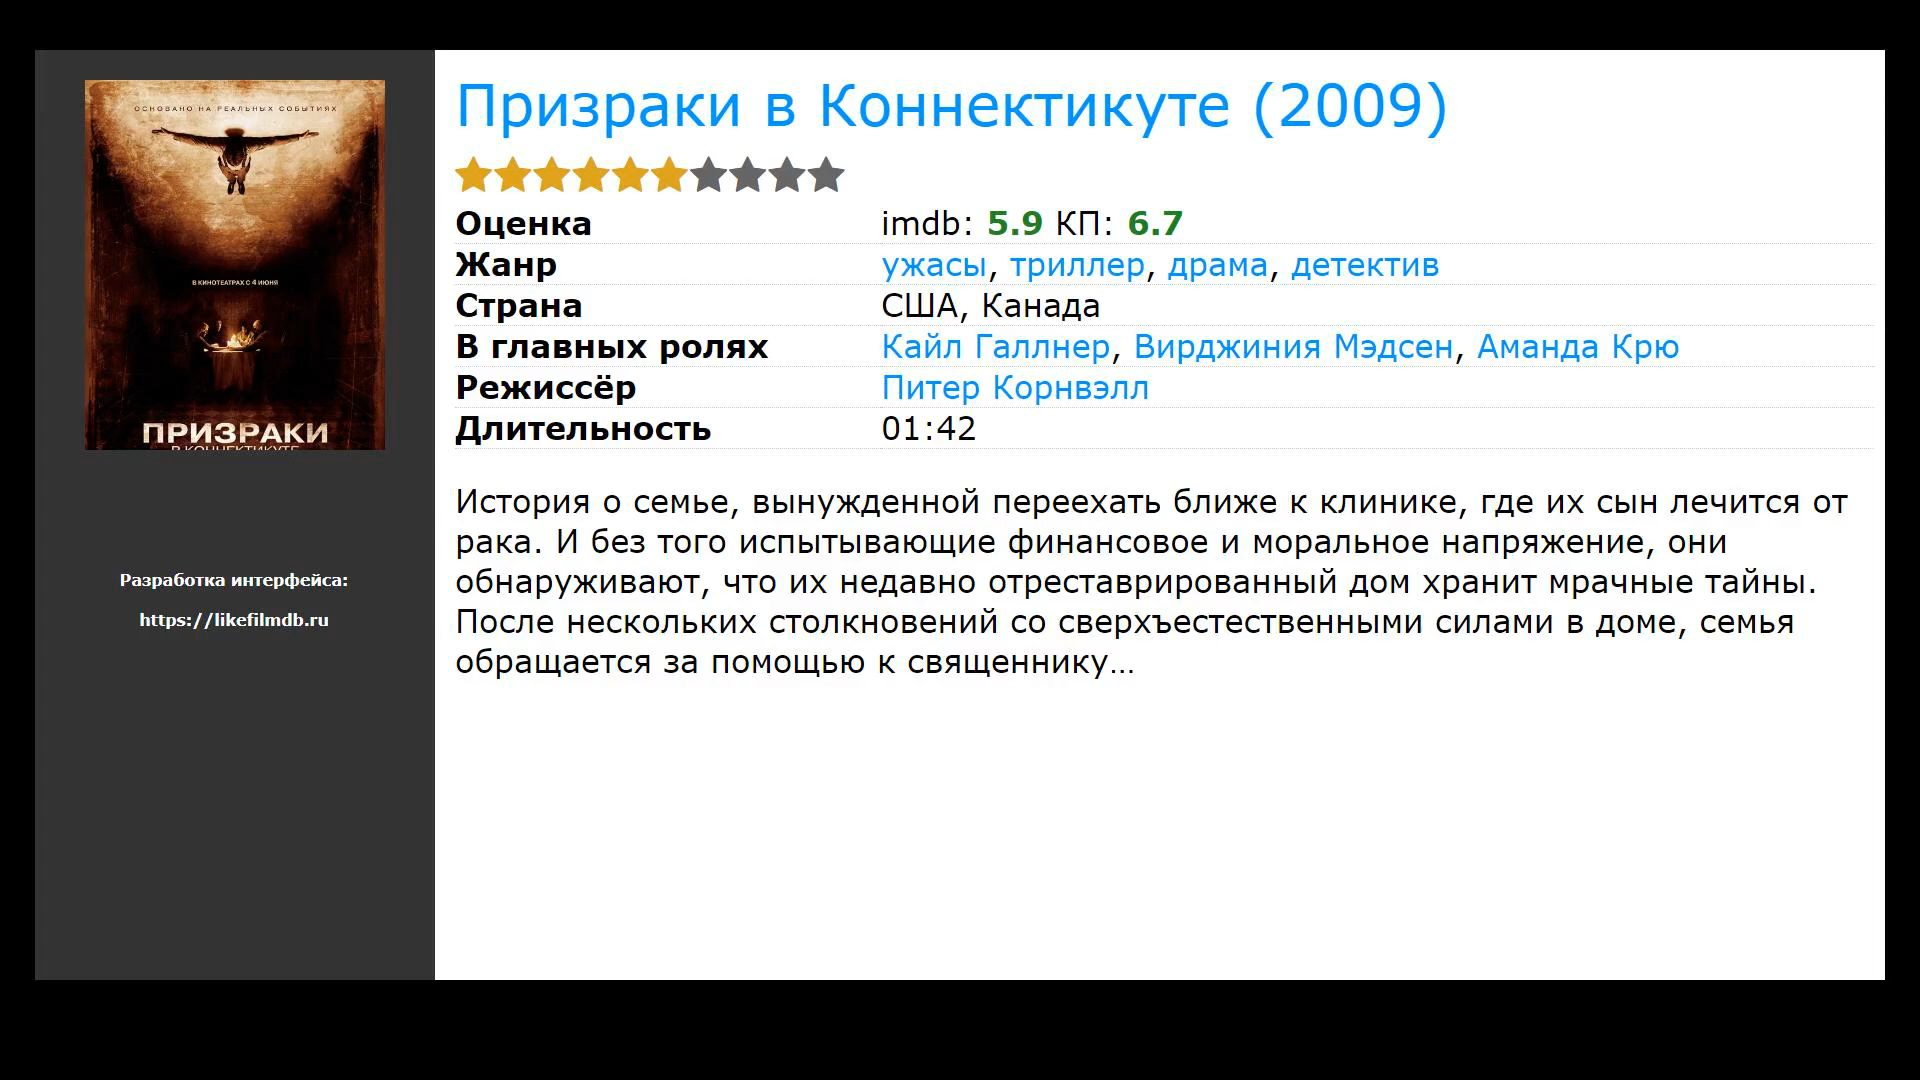 ОСНОВАНО НА РЕАЛЬНЫХ СОБЫТИЯХ
В КИНОТЕАТРАХ С 4 ИЮНЯ
ПРИЗРАКИ
В КОННЕКТИКУТЕ
Разработка интерфейса:
https://likefilmdb.ru
Призраки в Коннектикуте (2009)
Оценка imdb: 5.9 КП: 6.7
Жанр ужасы, триллер, драма, детектив
Страна США, Канада
В главных ролях Кайл Галлнер, Вирджиния Мэдсен, Аманда Крю
Режиссёр Питер Корнвэлл
Длительность 01:42
История о семье, вынужденной переехать ближе к клинике, где их сын лечится от
рака. И без того испытывающие финансовое и моральное напряжение, они
обнаруживают, что их недавно отреставрированный дом хранит мрачные тайны.
После нескольких столкновений со сверхъестественными силами в доме, семья
обращается за помощью к священнику…